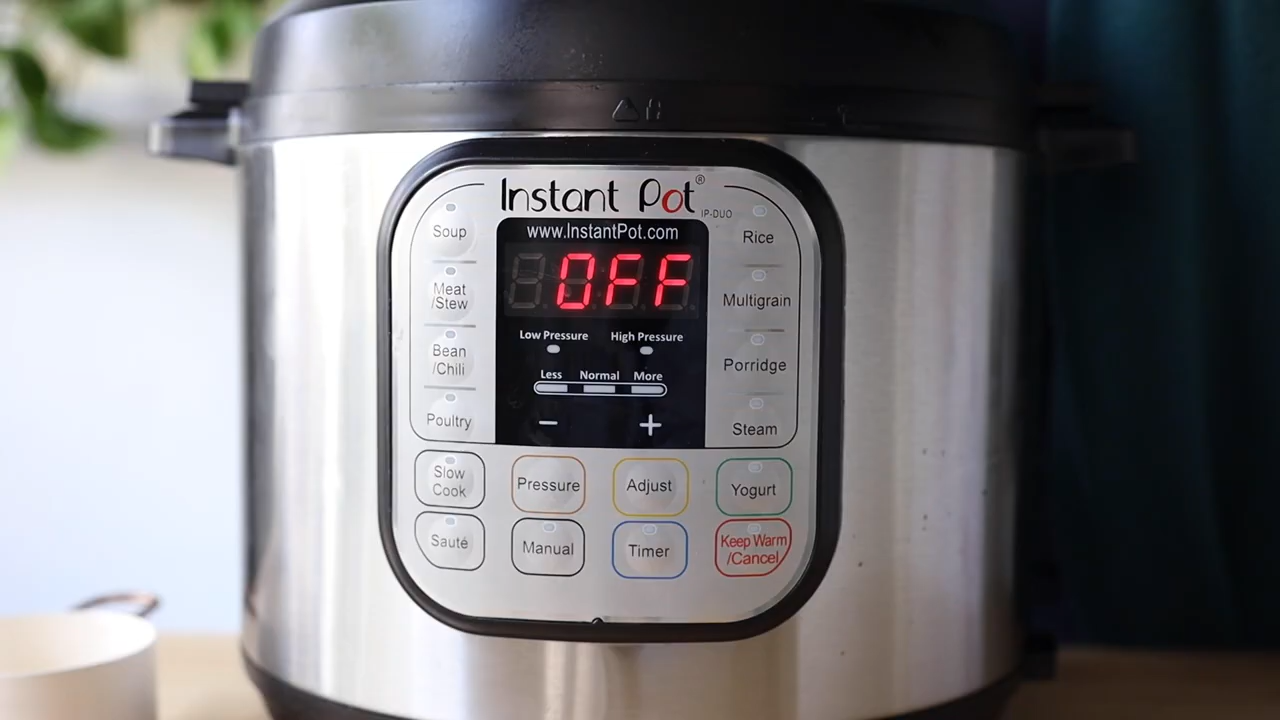 Instant Pot®
IP-DUO
www.InstantPot.com
OFF
Low Pressure High Pressure
Less Normal More
− +
Soup
Meat
/Stew
Bean
/Chili
Poultry
Rice
Multigrain
Porridge
Steam
Slow
Cook
Pressure
Adjust
Yogurt
Sauté
Manual
Timer
Keep Warm
/Cancel